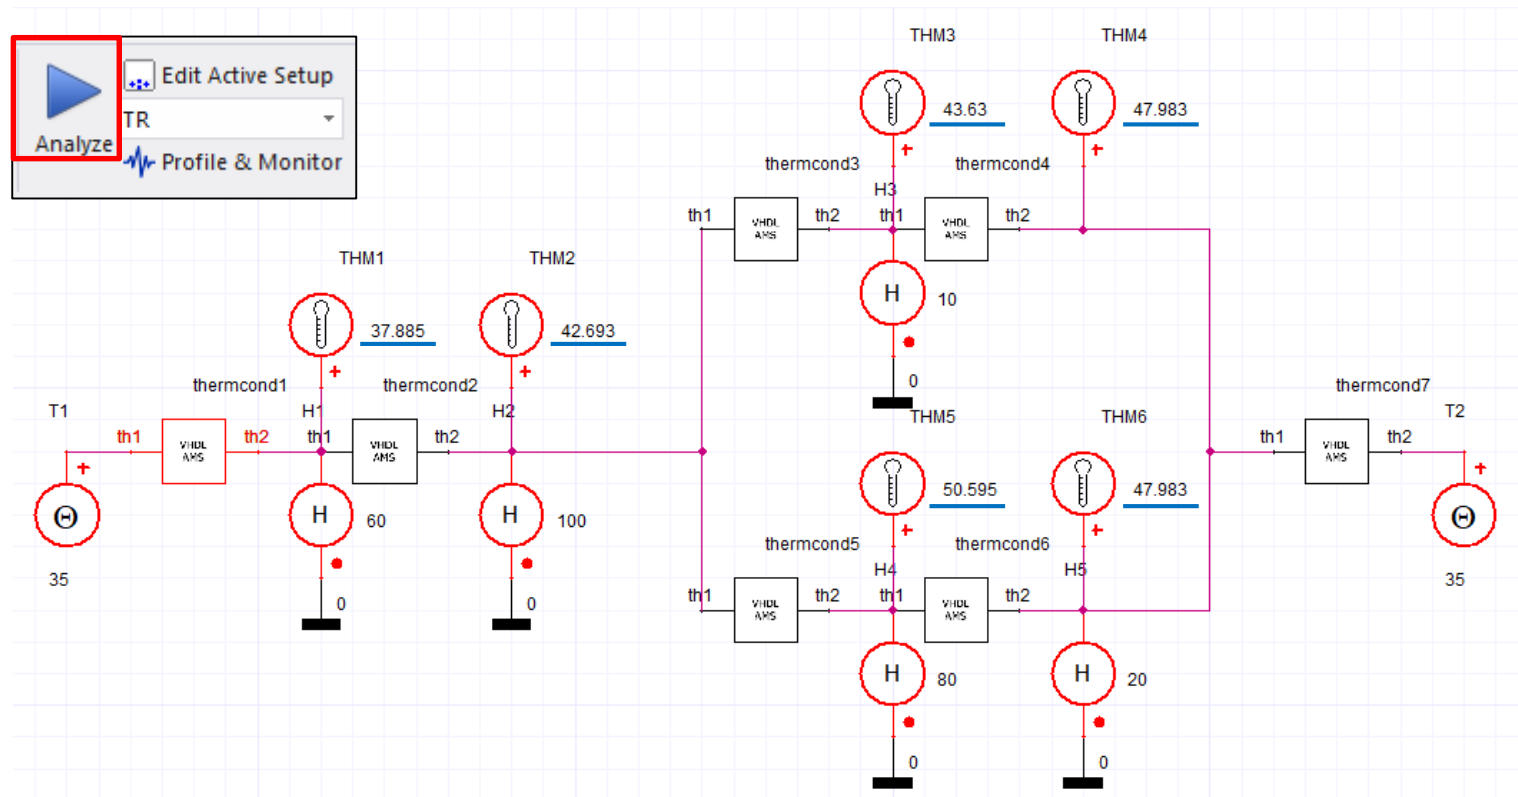 Edit Active Setup
TR
Analyze
Profile & Monitor
THM3
THM4
43.63
47.983
thermcond3
thermcond4
H3
th1
VHDL
AMS
th2
th1
VHDL
AMS
th2
H
10
0
THM1
THM2
37.885
42.693
thermcond1
thermcond2
T1
H1
H2
th1
VHDL
AMS
th2
th1
VHDL
AMS
th2
Θ
35
H
60
0
H
100
0
THM5
THM6
50.595
47.983
thermcond5
thermcond6
H4
H5
th1
VHDL
AMS
th2
th1
VHDL
AMS
th2
H
80
0
H
20
0
thermcond7
T2
th1
VHDL
AMS
th2
Θ
35